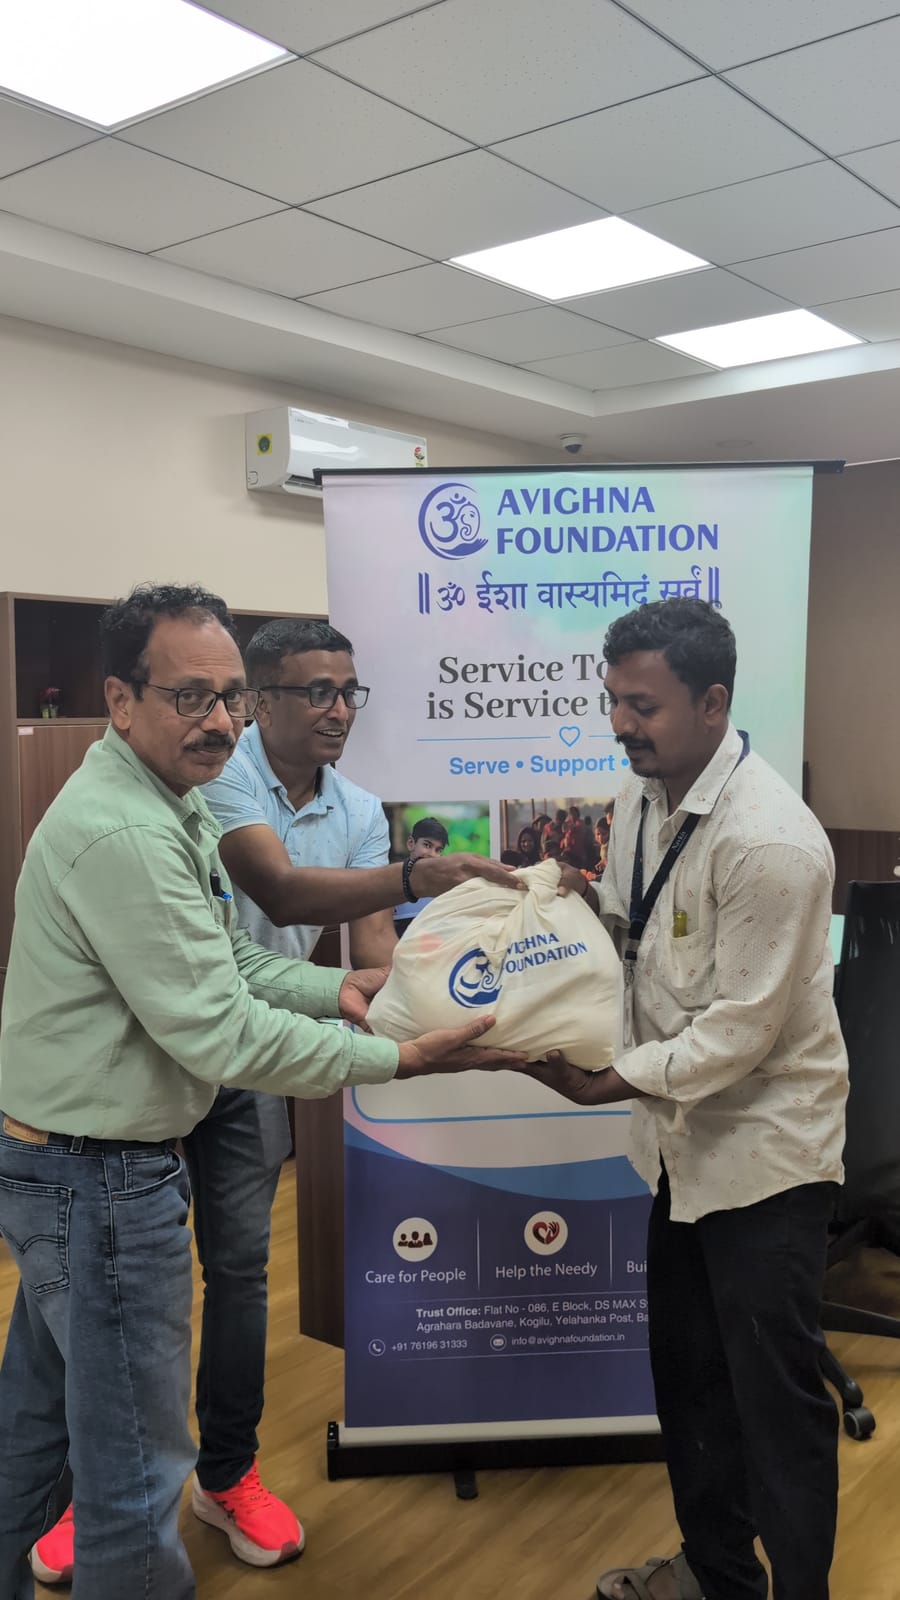 AVIGHNA
FOUNDATION
॥ॐ ईशा वास्यमिदं सर्वं॥
Service To
is Service t
Serve • Support •
AVIGHNA
FOUNDATION
Care for People
Help the Needy
Bui
Trust Office: Flat No - 086, E Block, DS MAX S
Agrahara Badavane, Kogilu, Yelahanka Post, Ba
+91 76196 31333
info@avighnafoundation.in